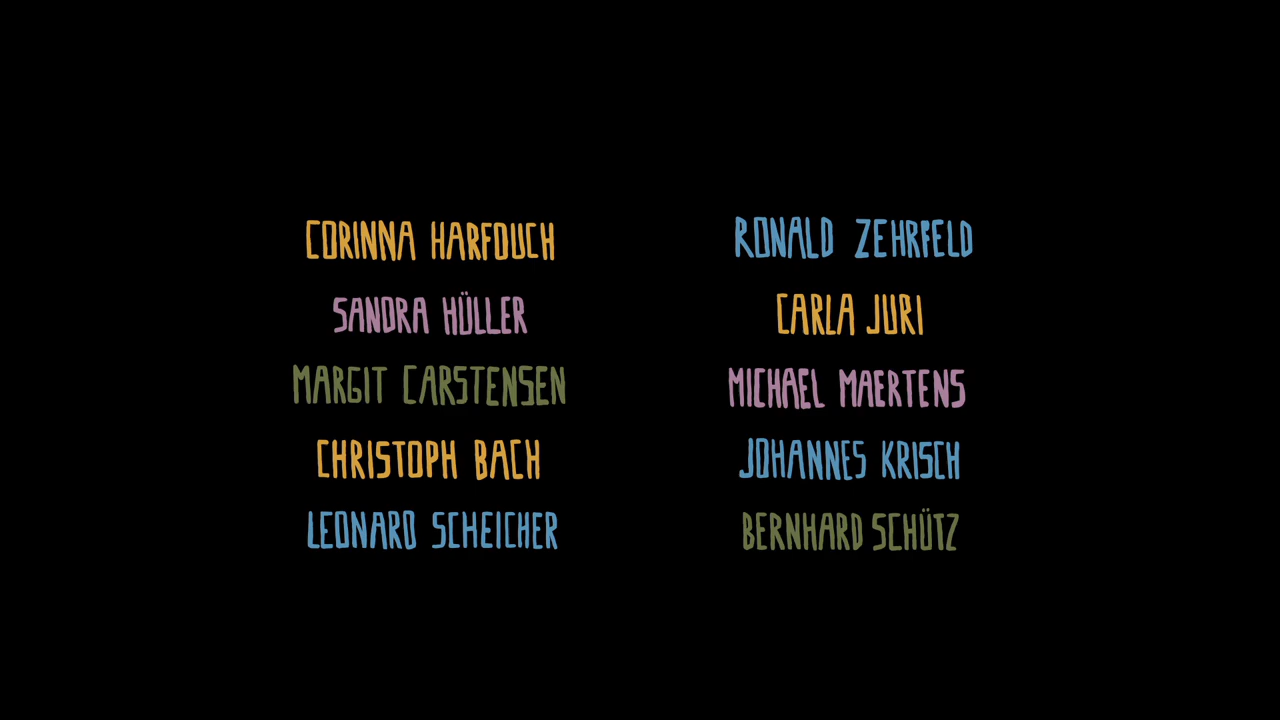 CORINNA HARFOUCH
RONALD ZEHRFELD
SANDRA HÜLLER
CARLA JURI
MARGIT CARSTENSEN
MICHAEL MAERTENS
CHRISTOPH BACH
JOHANNES KRISCH
LEONARD SCHEICHER
BERNHARD SCHÜTZ